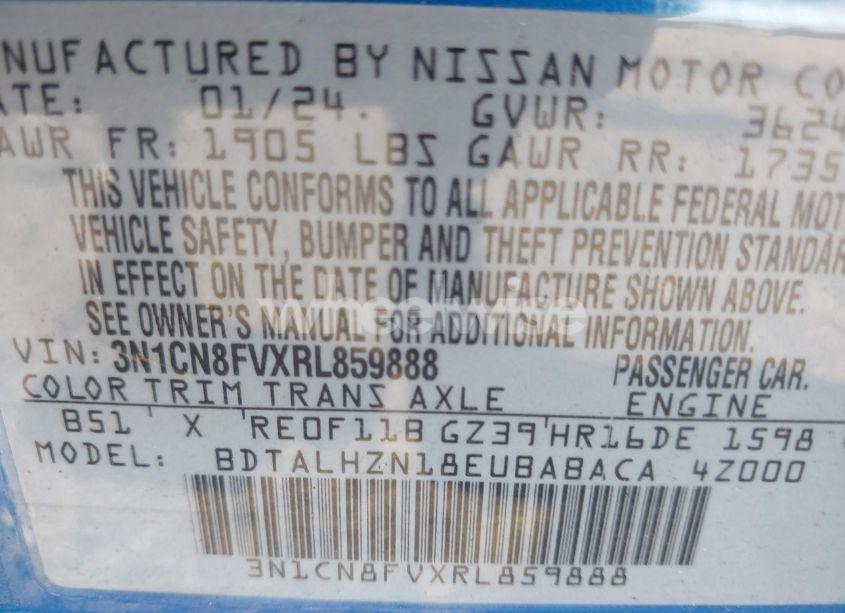 NUFACTURED BY NISSAN MOTOR CO
ATE: 01/24. GVWR: 3624
AWR FR: 1905 LBS GAWR RR: 1735
THIS VEHICLE CONFORMS TO ALL APPLICABLE FEDERAL MOT
VEHICLE SAFETY, BUMPER AND THEFT PREVENTION STANDAR
IN EFFECT ON THE DATE OF MANUFACTURE SHOWN ABOVE.
SEE OWNER'S MANUAL FOR ADDITIONAL INFORMATION.
wheelwise
VIN: 3N1CN8FVXRL859888 PASSENGER CAR.
COLOR TRIM TRANS AXLE ENGINE
B51 X RE0F11B GZ39 HR16DE 1598
MODEL: BDTALHZN18EUBABACA 4Z000
3N1CN8FVXRL859888